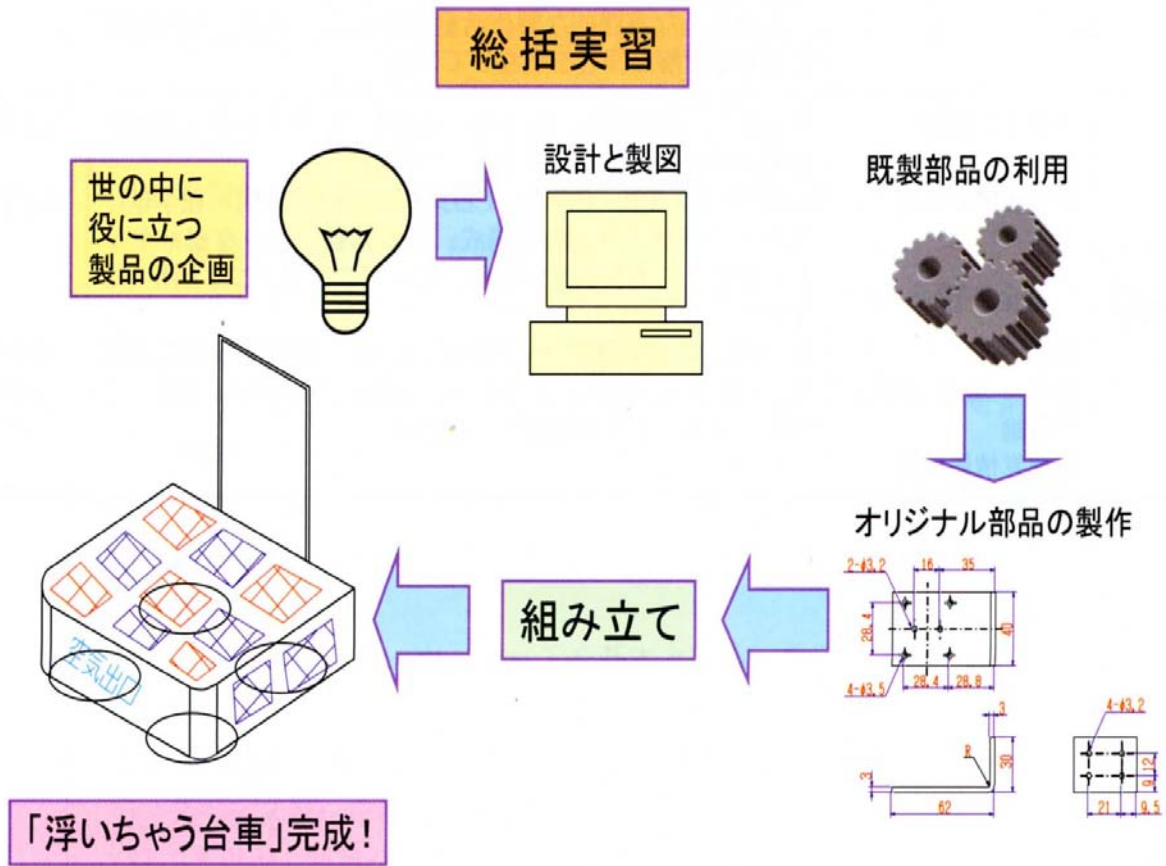 総括実習
世の中に
役に立つ
製品の企画
設計と製図
既製部品の利用
オリジナル部品の製作
2-φ3.2
16
35
28.4
40
4-φ3.5
28.4
28.8
3
R
30
3
62
4-φ3.2
12
9
21
9.5
組み立て
空気出口
「浮いちゃう台車」完成!